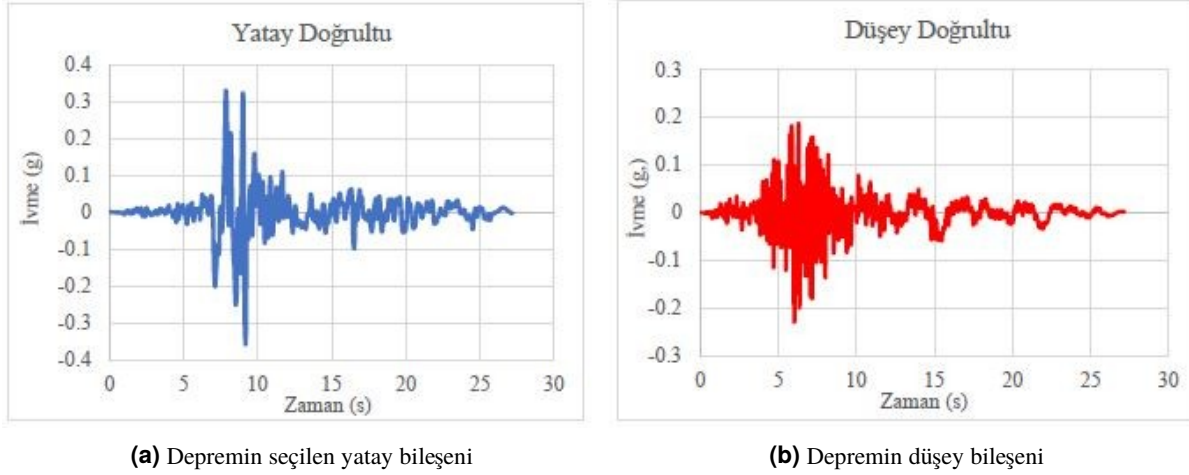 Yatay Doğrultu
0.4
0.3
0.2
0.1
0
-0.1
-0.2
-0.3
-0.4
İvme (g)
0 5 10 15 20 25 30
Zaman (s)
Düşey Doğrultu
0.3
0.2
0.1
0
-0.1
-0.2
-0.3
İvme (g,)
0 5 10 15 20 25 30
Zaman (s)
(a) Depremin seçilen yatay bileşeni
(b) Depremin düşey bileşeni